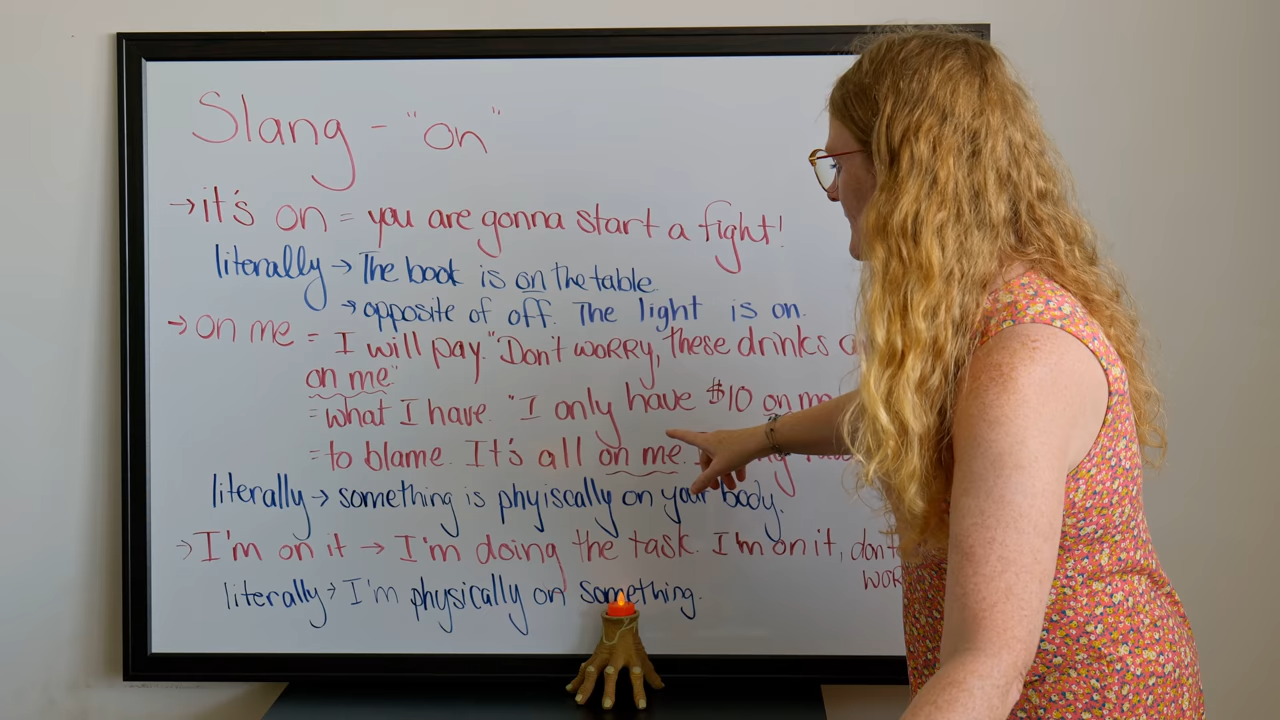 Slang - "on"
→ it's on = you are gonna start a fight!
literally → The book is on the table.
→ opposite of off. The light is on.
→ on me = I will pay. "Don't worry, these drinks
on me."
= what I have. "I only have $10 on me
= to blame. It's all on me.
literally → something is phyiscally on your body.
→ I'm on it → I'm doing the task. I'm on it, don't
literally → I'm physically on something.